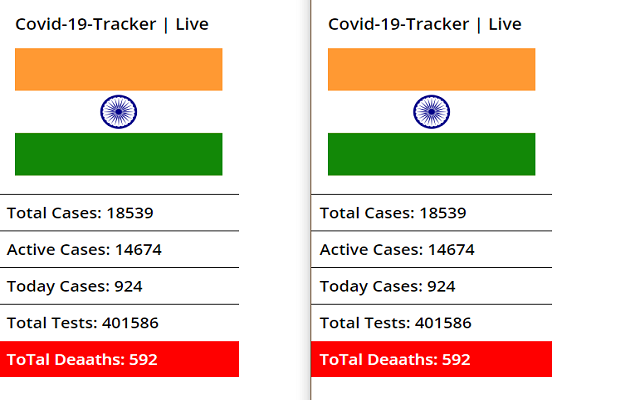 Covid-19-Tracker | Live
Total Cases: 18539
Active Cases: 14674
Today Cases: 924
Total Tests: 401586
ToTal Deaaths: 592
Covid-19-Tracker | Live
Total Cases: 18539
Active Cases: 14674
Today Cases: 924
Total Tests: 401586
ToTal Deaaths: 592